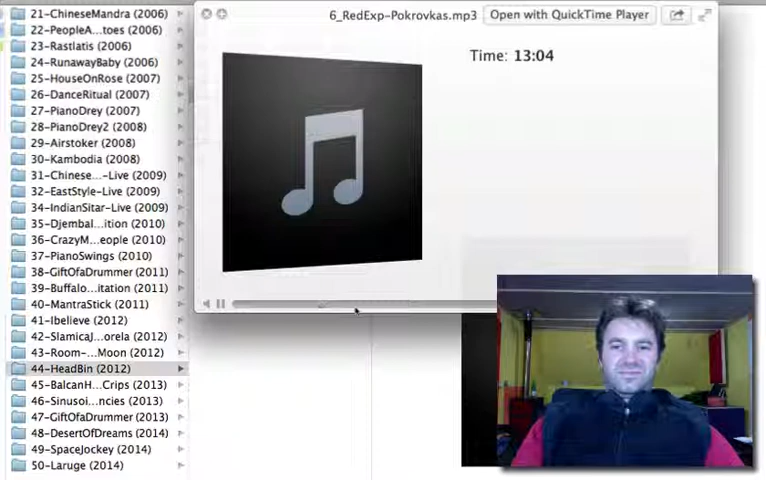 21-ChineseMandra (2006)
22-PeopleA...toes (2006)
23-Rastlatis (2006)
24-RunawayBaby (2006)
25-HouseOnRose (2007)
26-DanceRitual (2007)
27-PianoDrey (2007)
28-PianoDrey2 (2008)
29-Airstoker (2008)
30-Kambodia (2008)
31-Chinese...-Live (2009)
32-EastStyle-Live (2009)
34-IndianSitar-Live (2009)
35-Djembal...ition (2010)
36-CrazyM...eople (2010)
37-PianoSwings (2010)
38-GiftOfaDrummer (2011)
39-Buffalo...itation (2011)
40-MantraStick (2011)
41-Ibelieve (2012)
42-SlamicaJ...orela (2012)
43-Room-...Moon (2012)
44-HeadBin (2012)
45-BalcanH...Crips (2013)
46-Sinusoi...ncies (2013)
47-GiftOfaDrummer (2013)
48-DesertOfDreams (2014)
49-SpaceJockey (2014)
50-Laruge (2014)
6_RedExp-Pokrovkas.mp3
Open with QuickTime Player
Time: 13:04